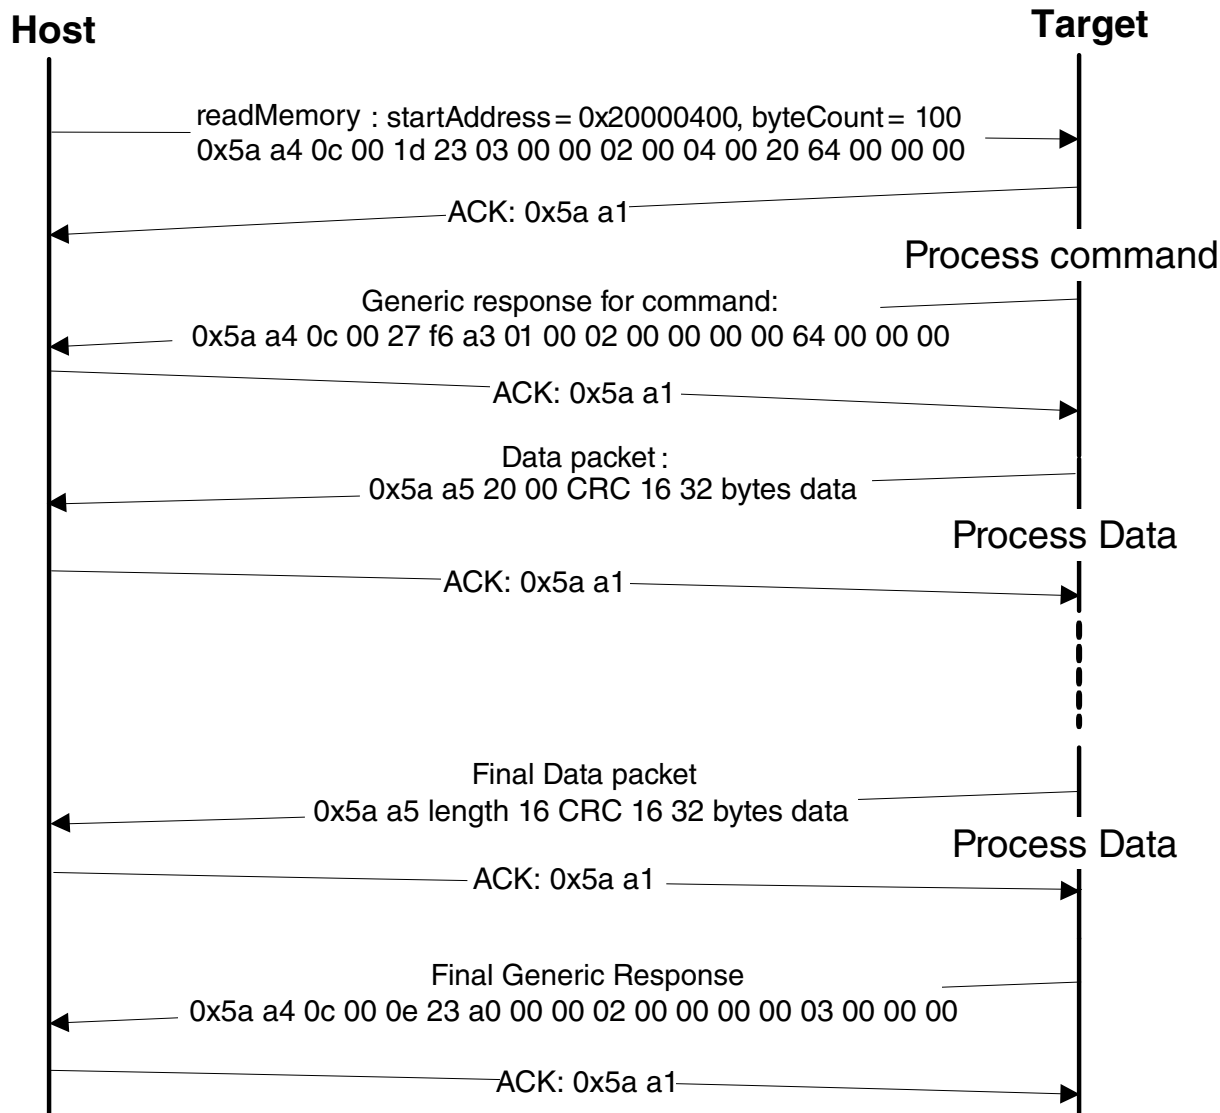 Host
Target
readMemory : startAddress = 0x20000400, byteCount = 100
0x5a a4 0c 00 1d 23 03 00 00 02 00 04 00 20 64 00 00 00
ACK: 0x5a a1
Process command
Generic response for command:
0x5a a4 0c 00 27 f6 a3 01 00 02 00 00 00 00 64 00 00 00
ACK: 0x5a a1
Data packet :
0x5a a5 20 00 CRC 16 32 bytes data
Process Data
ACK: 0x5a a1
Final Data packet
0x5a a5 length 16 CRC 16 32 bytes data
Process Data
ACK: 0x5a a1
Final Generic Response
0x5a a4 0c 00 0e 23 a0 00 00 02 00 00 00 00 03 00 00 00
ACK: 0x5a a1